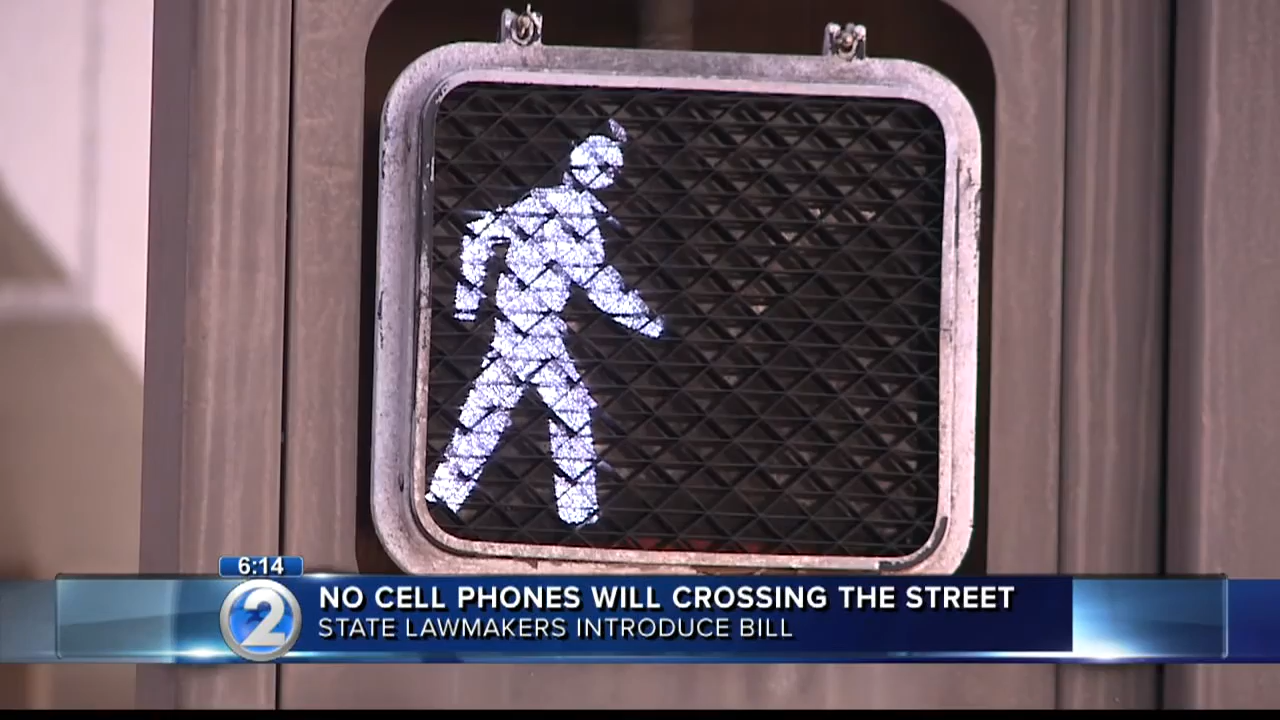 6:14
2
NO CELL PHONES WILL CROSSING THE STREET
STATE LAWMAKERS INTRODUCE BILL